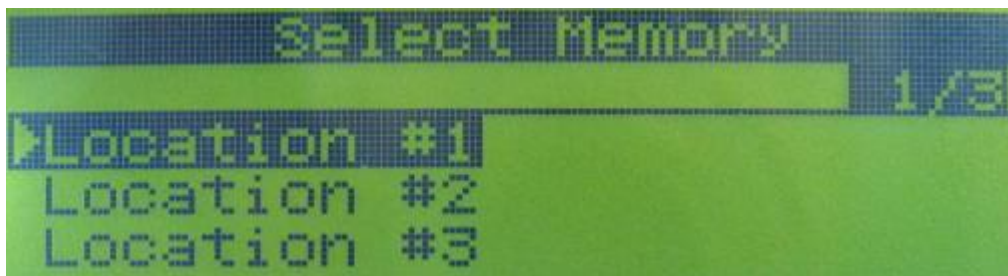 Select Memory
1/3
Location #1
Location #2
Location #3